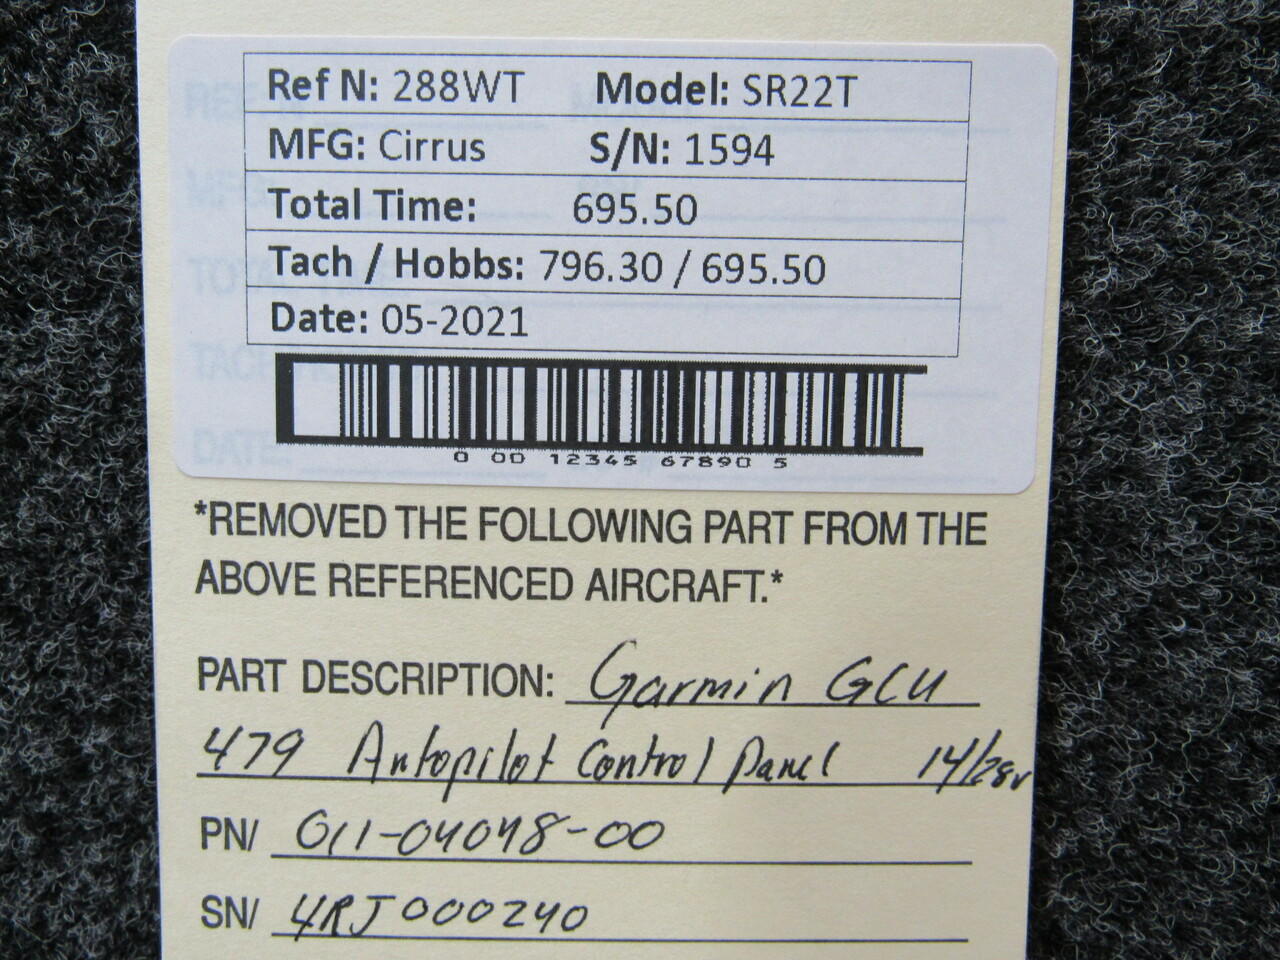 Ref N: 288WT Model: SR22T
MFG: Cirrus S/N: 1594
Total Time: 695.50
Tach / Hobbs: 796.30 / 695.50
Date: 05-2021
0 00 12345 67890 5
*REMOVED THE FOLLOWING PART FROM THE
ABOVE REFERENCED AIRCRAFT.*
PART DESCRIPTION: Garmin GCU
479 Autopilot Control Panel 14/28v
PN/ 011-04048-00
SN/ 4RJ000240